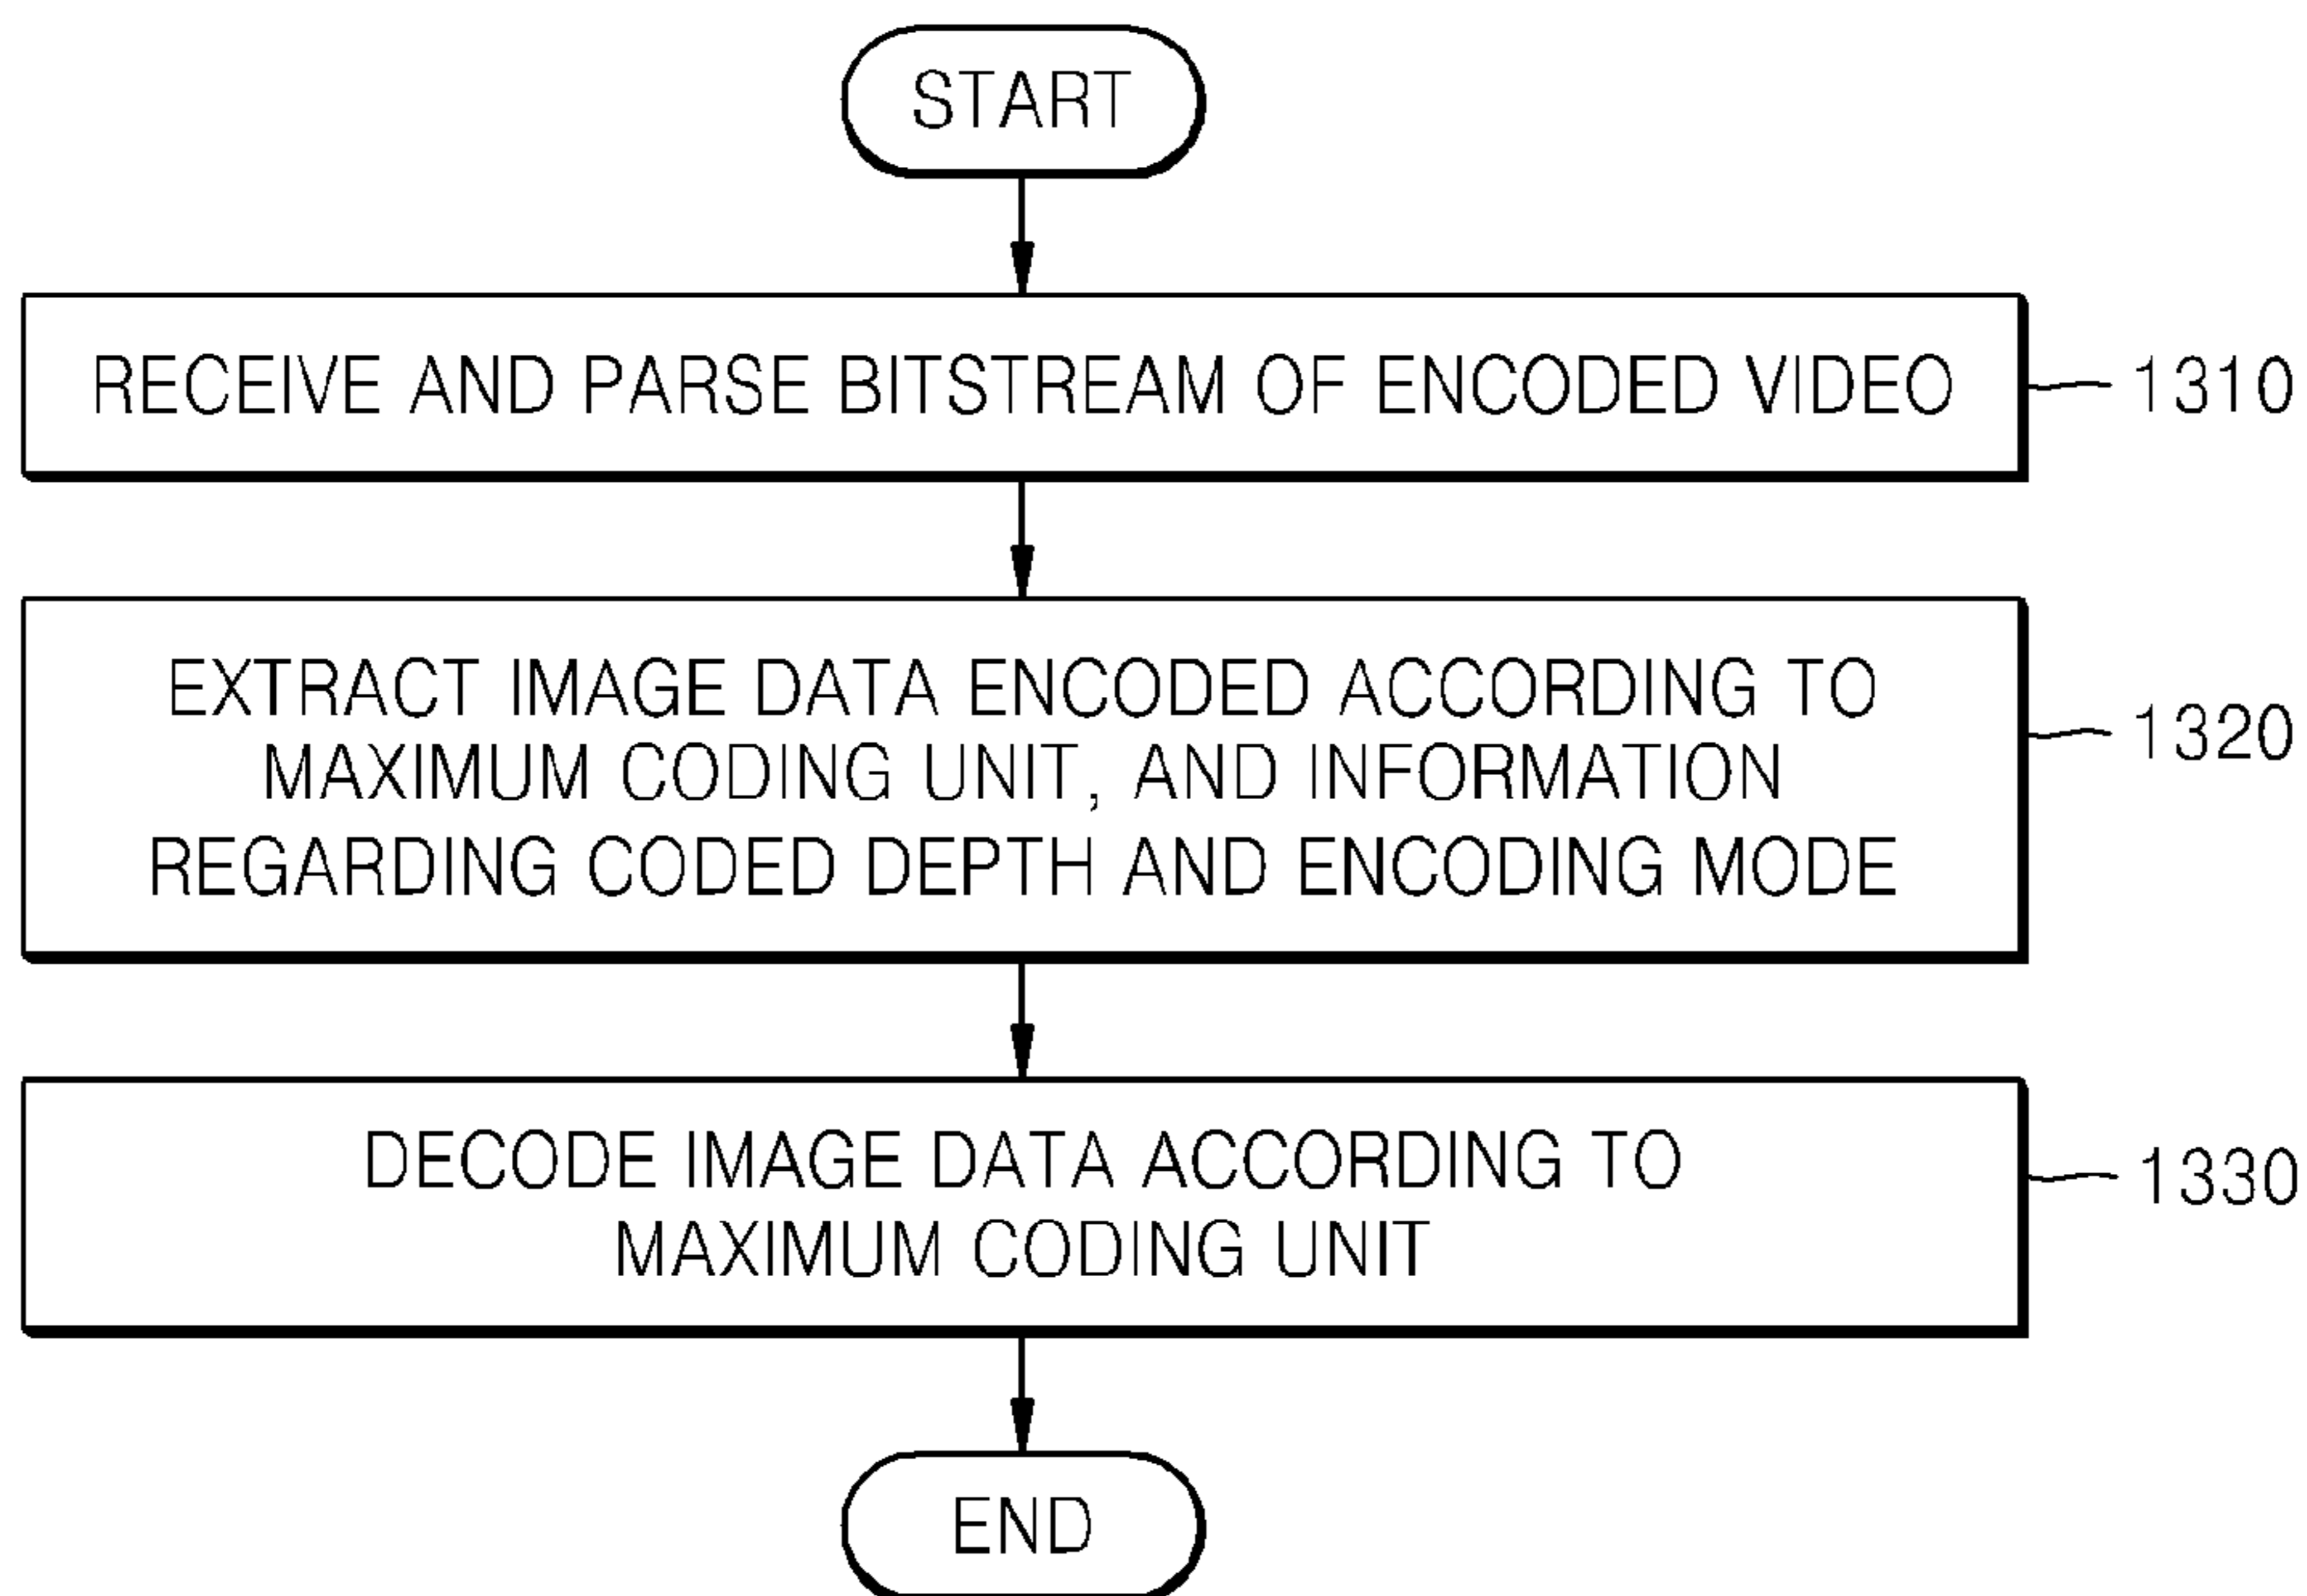 START
RECEIVE AND PARSE BITSTREAM OF ENCODED VIDEO
1310
EXTRACT IMAGE DATA ENCODED ACCORDING TO
MAXIMUM CODING UNIT, AND INFORMATION
REGARDING CODED DEPTH AND ENCODING MODE
1320
DECODE IMAGE DATA ACCORDING TO
MAXIMUM CODING UNIT
1330
END